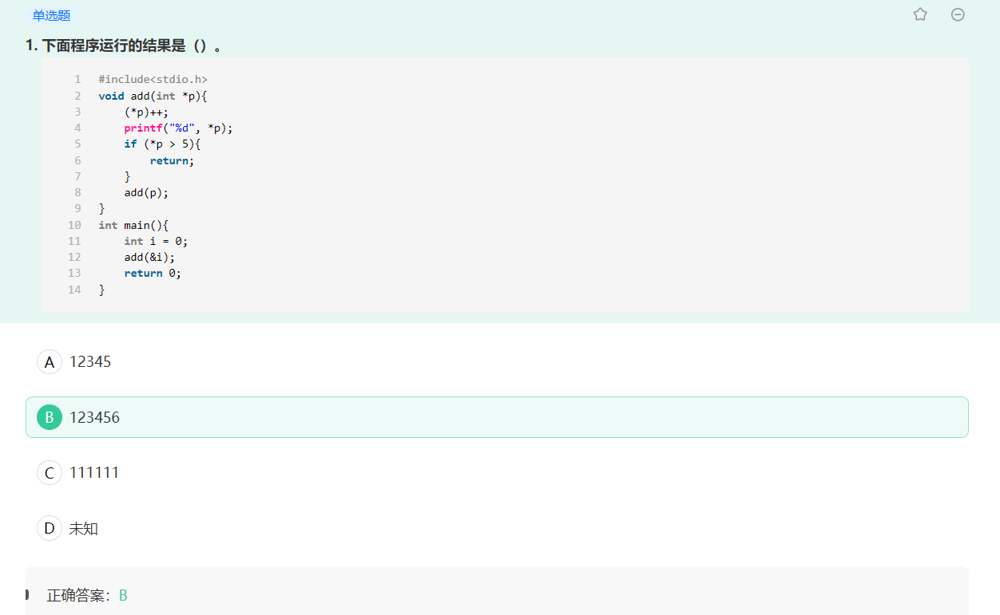 单选题
1. 下面程序运行的结果是（）。
1 #include<stdio.h>
2 void add(int *p){
3     (*p)++;
4     printf("%d", *p);
5     if (*p > 5){
6         return;
7     }
8     add(p);
9 }
10 int main(){
11     int i = 0;
12     add(&i);
13     return 0;
14 }
A 12345
B 123456
C 111111
D 未知
正确答案：B